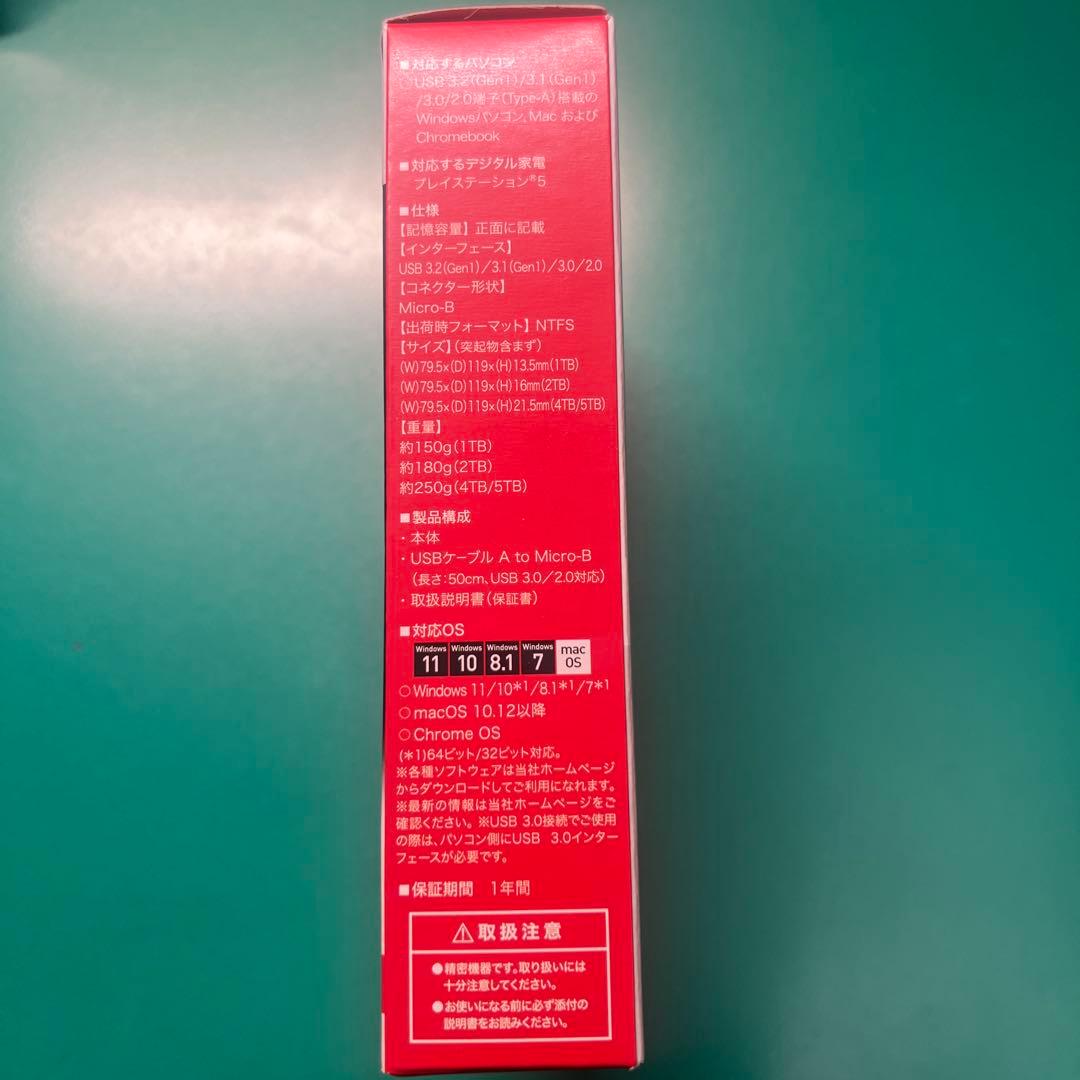 ■対応するパソコン
○USB 3.2(Gen1)/3.1(Gen1)
/3.0/2.0端子(Type-A)搭載の
Windowsパソコン、Mac および
Chromebook
■対応するデジタル家電
プレイステーション®5
■仕様
【記憶容量】正面に記載
【インターフェース】
USB 3.2(Gen1)/3.1(Gen1)/3.0/2.0
【コネクター形状】
Micro-B
【出荷時フォーマット】NTFS
【サイズ】(突起物含まず)
(W)79.5×(D)119×(H)13.5mm(1TB)
(W)79.5×(D)119×(H)16mm(2TB)
(W)79.5×(D)119×(H)21.5mm(4TB/5TB)
【重量】
約150g(1TB)
約180g(2TB)
約250g(4TB/5TB)
■製品構成
・本体
・USBケーブル A to Micro-B
(長さ:50cm、USB 3.0/2.0対応)
・取扱説明書(保証書)
■対応OS
Windows 11 Windows 10 Windows 8.1 Windows 7 mac OS
○Windows 11/10*1/8.1*1/7*1
○macOS 10.12以降
○Chrome OS
(*1)64ビット/32ビット対応。
※各種ソフトウェアは当社ホームページ
からダウンロードしてご利用になれます。
※最新の情報は当社ホームページをご
確認ください。※USB 3.0接続でご使用
の際は、パソコン側にUSB 3.0インター
フェースが必要です。
■保証期間 1年間
⚠取扱注意
●精密機器です。取り扱いには
十分注意してください。
●お使いになる前に必ず添付の
説明書をお読みください。